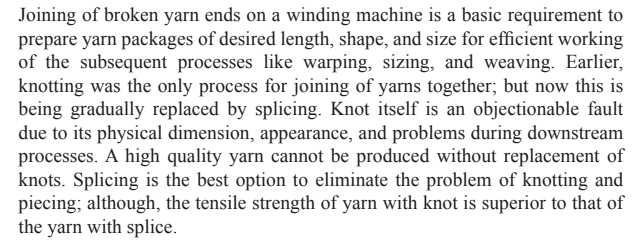 Joining of broken yarn ends on a winding machine is a basic requirement to
prepare yarn packages of desired length, shape, and size for efficient working
of the subsequent processes like warping, sizing, and weaving. Earlier,
knotting was the only process for joining of yarns together; but now this is
being gradually replaced by splicing. Knot itself is an objectionable fault
due to its physical dimension, appearance, and problems during downstream
processes. A high quality yarn cannot be produced without replacement of
knots. Splicing is the best option to eliminate the problem of knotting and
piecing; although, the tensile strength of yarn with knot is superior to that of
the yarn with splice.